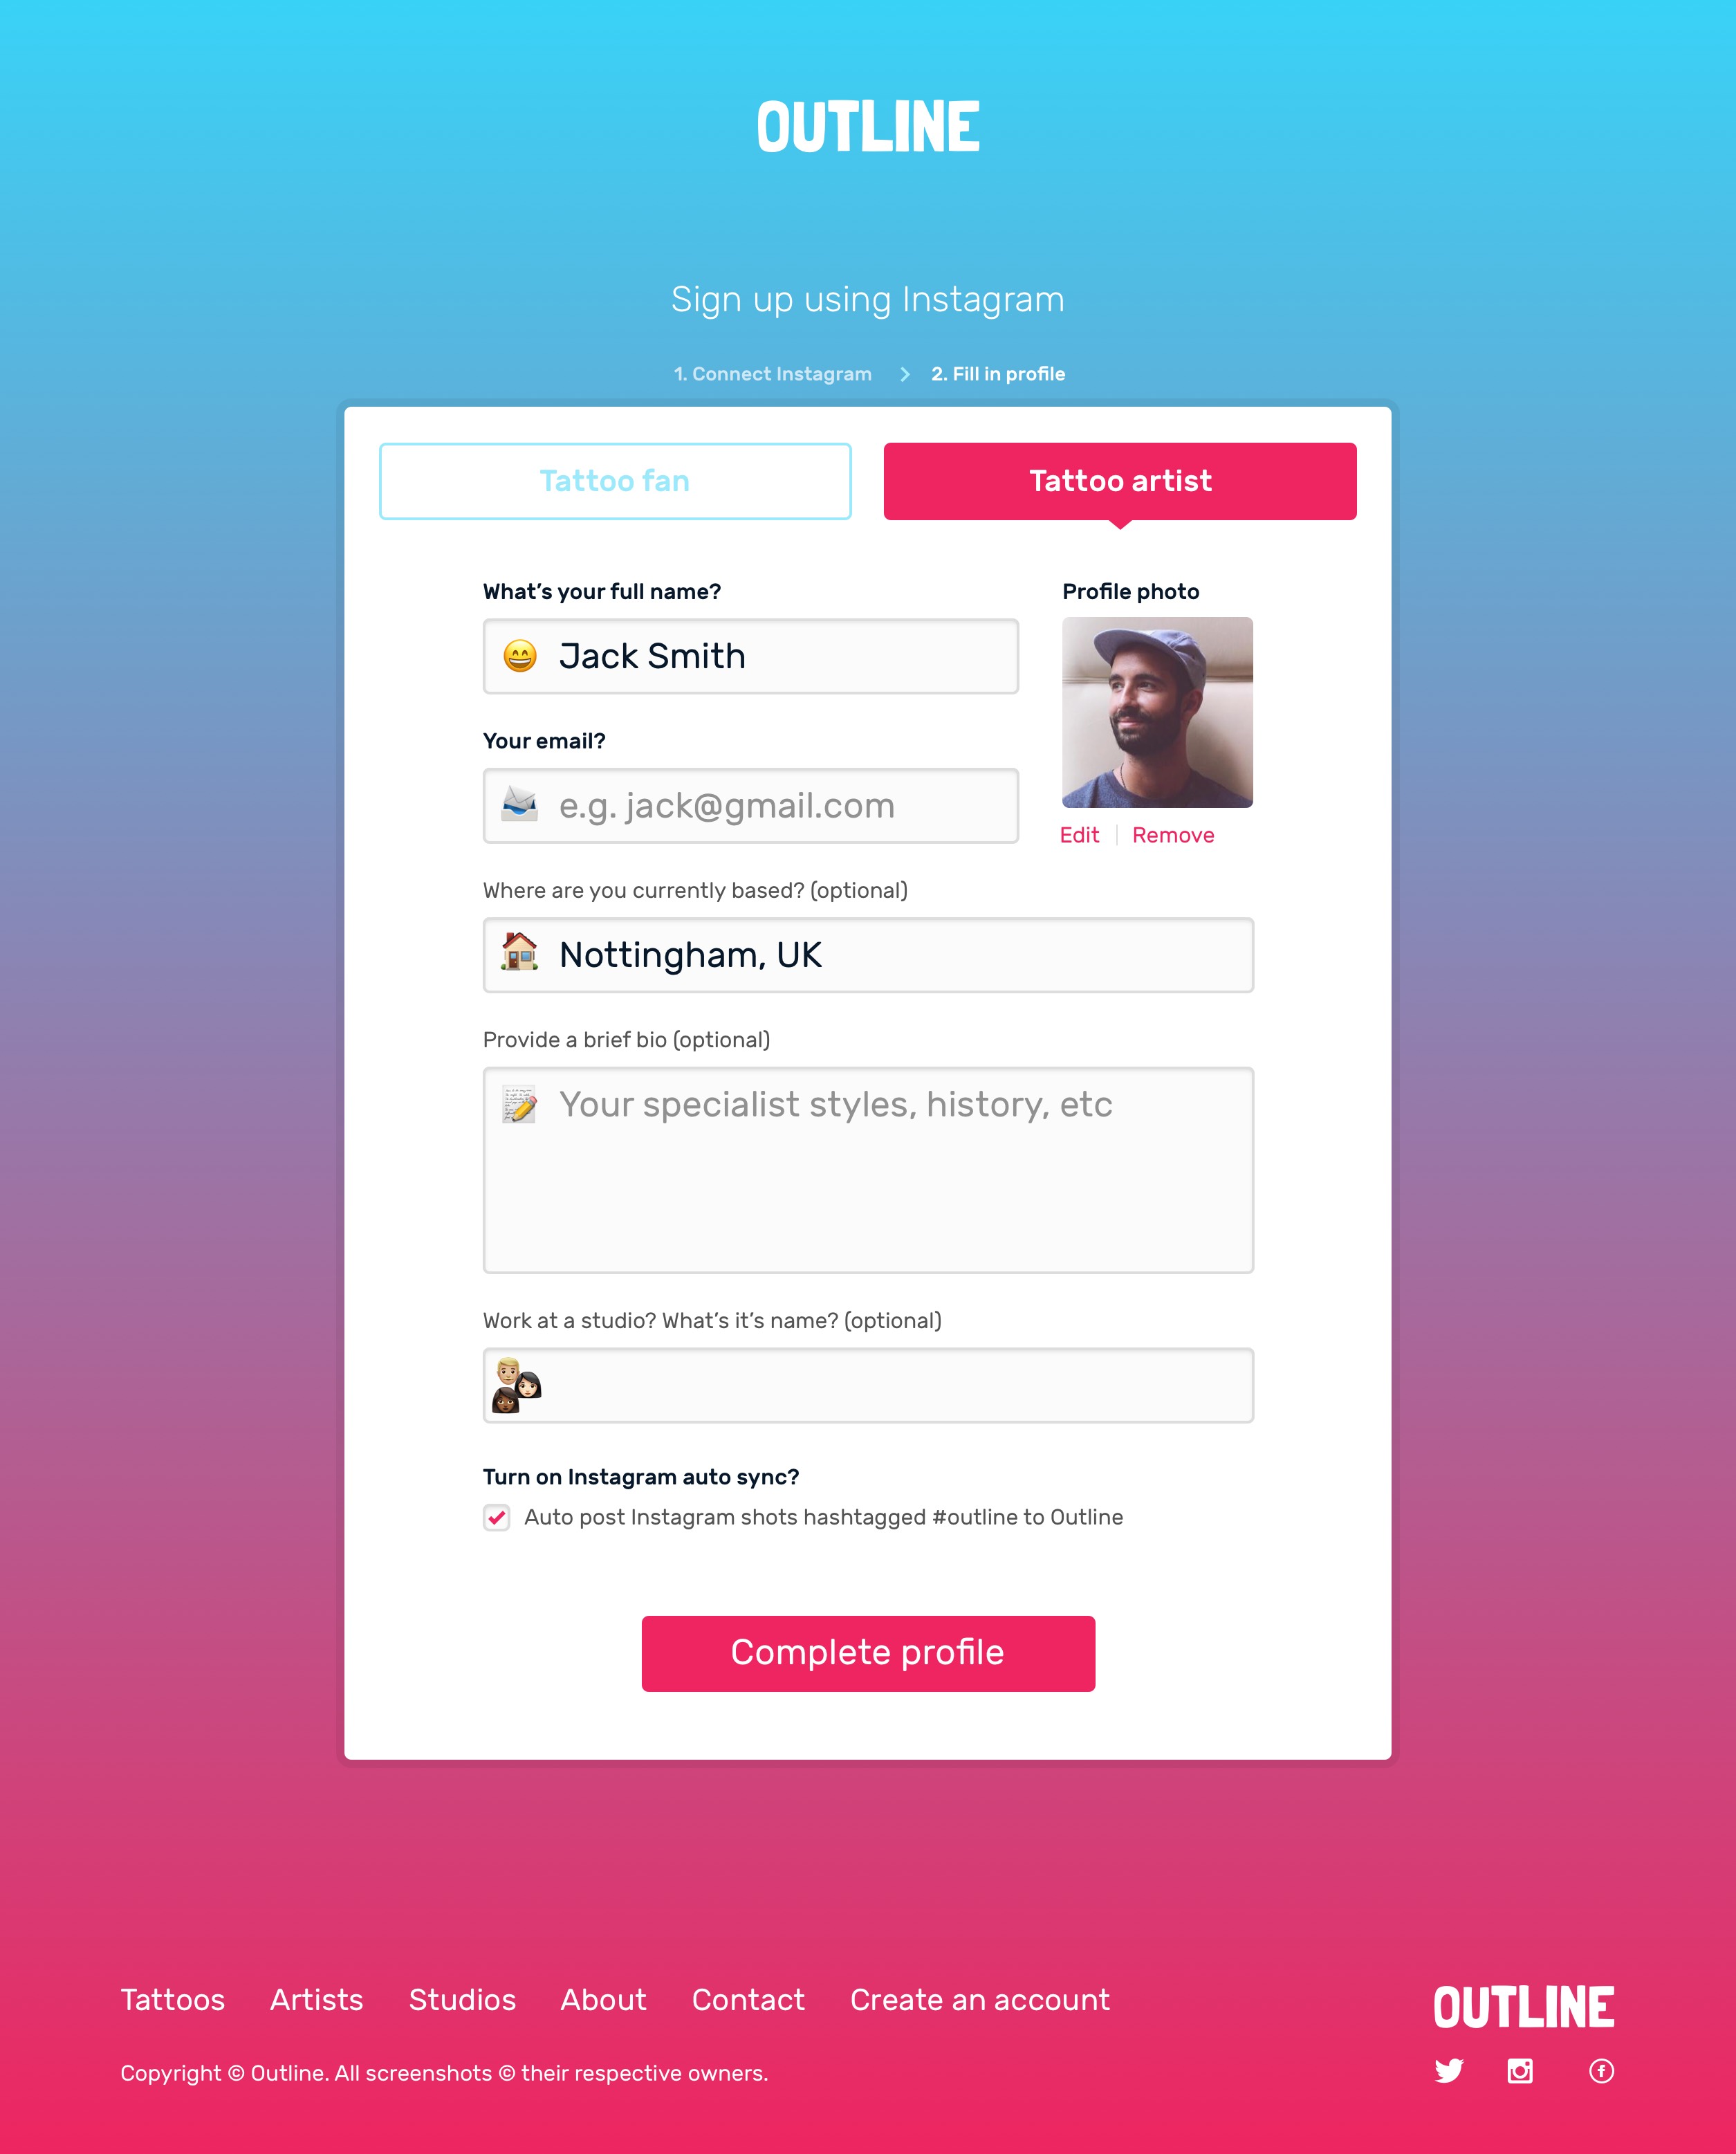 OUTLINE
Sign up using Instagram
1. Connect Instagram > 2. Fill in profile
Tattoo fan
Tattoo artist
What’s your full name?
Jack Smith
Profile photo
Edit | Remove
Your email?
e.g. jack@gmail.com
Where are you currently based? (optional)
Nottingham, UK
Provide a brief bio (optional)
Your specialist styles, history, etc
Work at a studio? What’s it’s name? (optional)
Turn on Instagram auto sync?
Auto post Instagram shots hashtagged #outline to Outline
Complete profile
Tattoos Artists Studios About Contact Create an account
OUTLINE
Copyright © Outline. All screenshots © their respective owners.